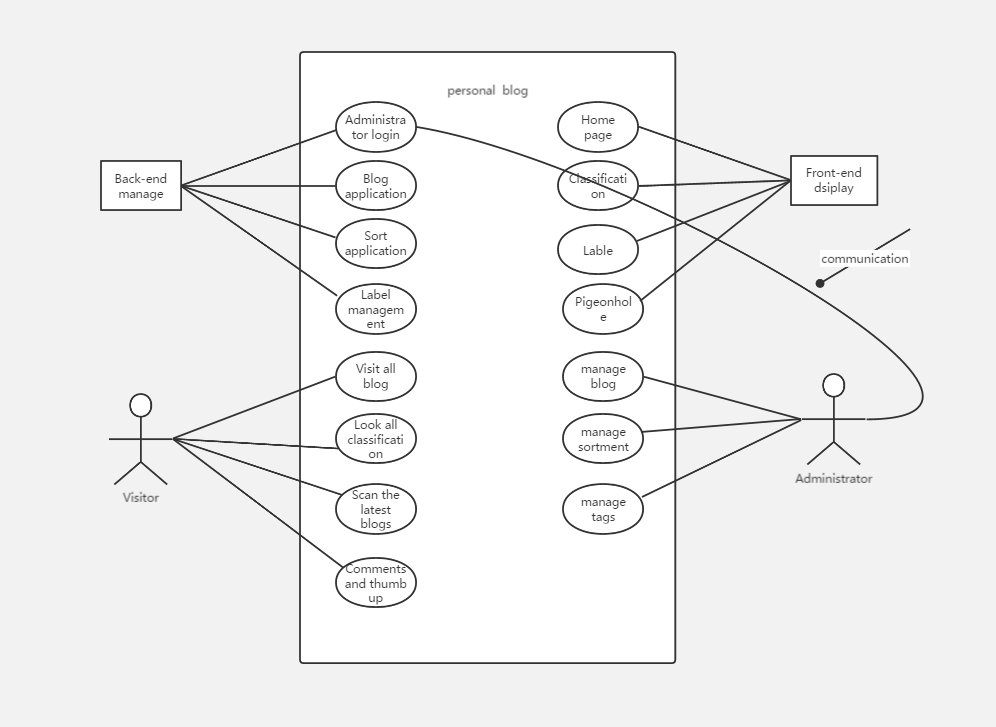 personal blog
Administra
tor login
Home
page
Back-end
manage
Blog
application
Classificati
on
Front-end
dsiplay
Sort
application
Lable
communication
Label
managem
ent
Pigeonhol
e
Visit all
blog
manage
blog
Look all
classificati
on
manage
sortment
Visitor
Administrator
Scan the
latest
blogs
manage
tags
Comments
and thumb
up